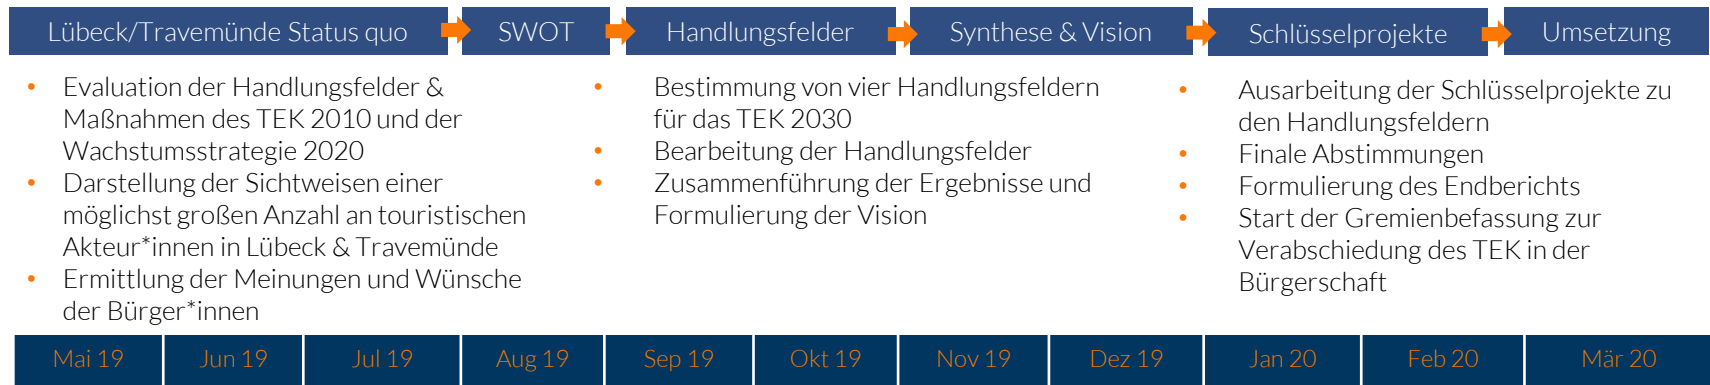 Lübeck/Travemünde Status quo
SWOT
Handlungsfelder
Synthese & Vision
Schlüsselprojekte
Umsetzung
• Evaluation der Handlungsfelder &
Maßnahmen des TEK 2010 und der
Wachstumsstrategie 2020
• Darstellung der Sichtweisen einer
möglichst großen Anzahl an touristischen
Akteur*innen in Lübeck & Travemünde
• Ermittlung der Meinungen und Wünsche
der Bürger*innen
• Bestimmung von vier Handlungsfeldern
für das TEK 2030
• Bearbeitung der Handlungsfelder
• Zusammenführung der Ergebnisse und
Formulierung der Vision
• Ausarbeitung der Schlüsselprojekte zu
den Handlungsfeldern
• Finale Abstimmungen
• Formulierung des Endberichts
• Start der Gremienbefassung zur
Verabschiedung des TEK in der
Bürgerschaft
Mai 19
Jun 19
Jul 19
Aug 19
Sep 19
Okt 19
Nov 19
Dez 19
Jan 20
Feb 20
Mär 20